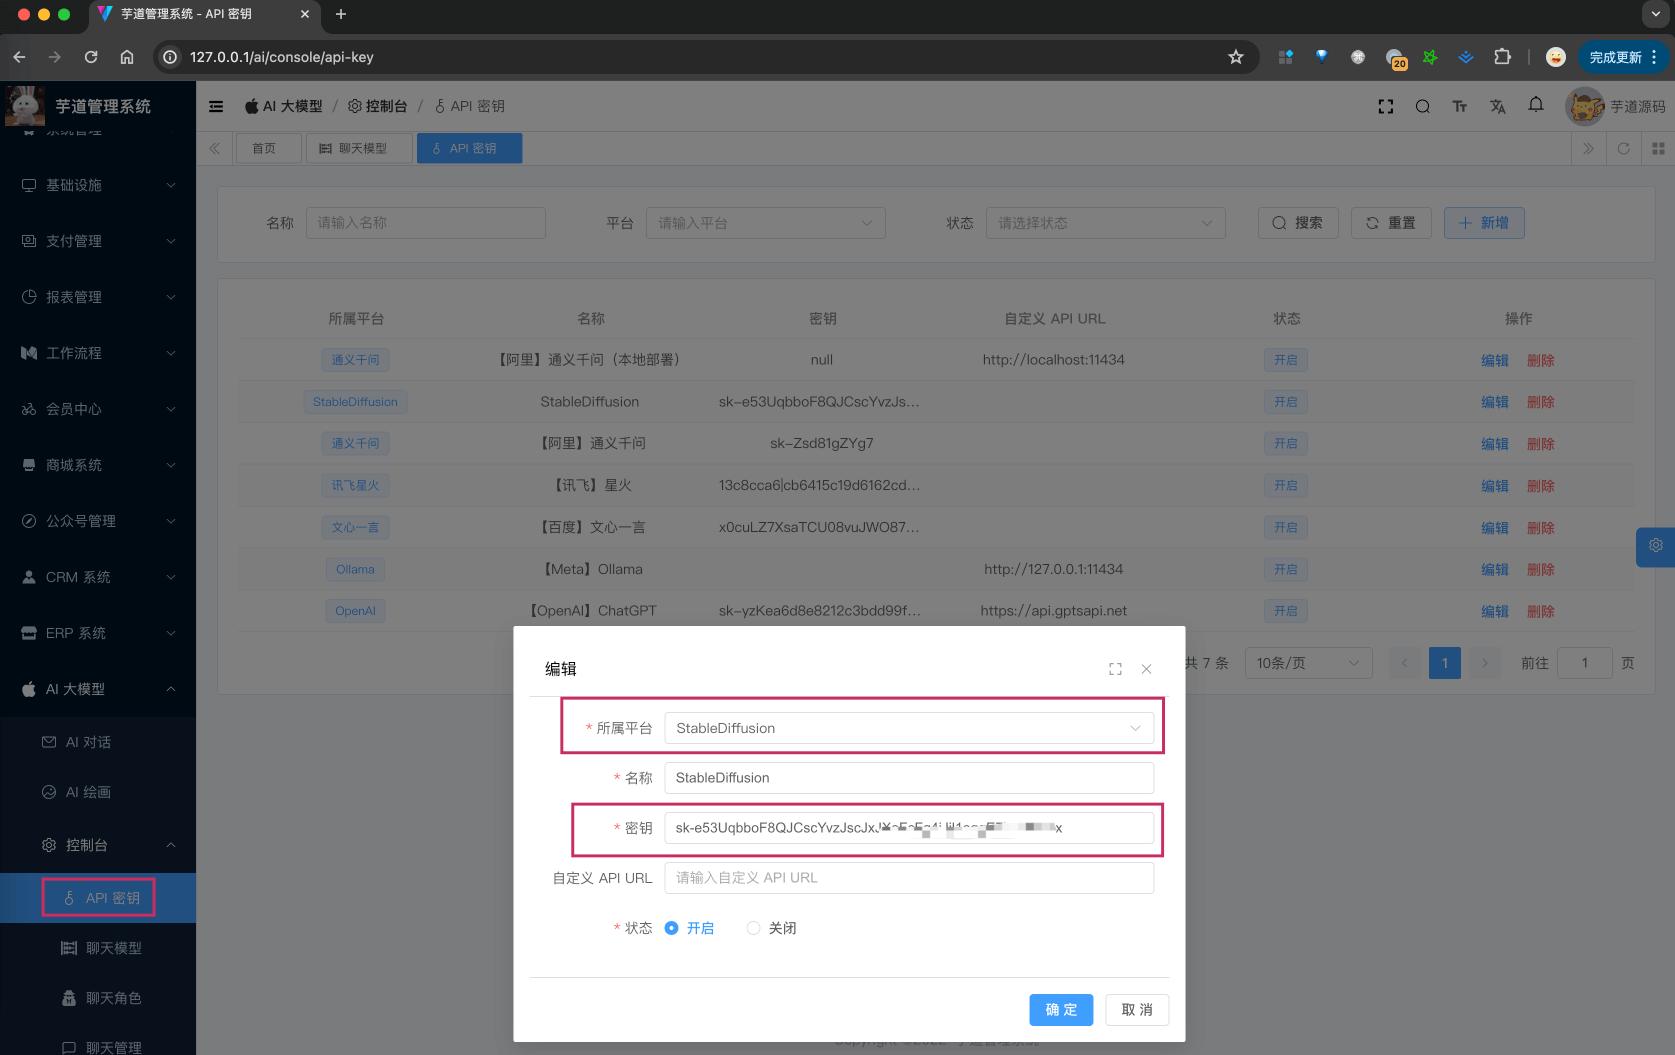 芋道管理系统 - API 密钥
127.0.0.1/ai/console/api-key
20
完成更新
芋道管理系统
AI 大模型 / 控制台 / API 密钥
芋道源码
首页
聊天模型
API 密钥
系统管理
基础设施
支付管理
报表管理
工作流程
会员中心
商城系统
公众号管理
CRM 系统
ERP 系统
AI 大模型
AI 对话
AI 绘画
控制台
API 密钥
聊天模型
聊天角色
聊天管理
名称 请输入名称 平台 请输入平台 状态 请选择状态 搜索 重置 新增
所属平台 名称 密钥 自定义 API URL 状态 操作
通义千问 【阿里】通义千问（本地部署） null http://localhost:11434 开启 编辑 删除
StableDiffusion StableDiffusion sk-e53UqbboF8QJCscYvzJs... 开启 编辑 删除
通义千问 【阿里】通义千问 sk-Zsd81gZYg7 开启 编辑 删除
讯飞星火 【讯飞】星火 13c8cca6|cb6415c19d6162cd... 开启 编辑 删除
文心一言 【百度】文心一言 x0cuLZ7XsaTCU08vuJWO87... 开启 编辑 删除
Ollama 【Meta】Ollama http://127.0.0.1:11434 开启 编辑 删除
OpenAI 【OpenAI】ChatGPT sk-yzKea6d8e8212c3bdd99f... https://api.gptsapi.net 开启 编辑 删除
共 7 条 10条/页 1 前往 1 页
编辑
* 所属平台 StableDiffusion
* 名称 StableDiffusion
* 密钥 sk-e53UqbboF8QJCscYvzJscJxJ
自定义 API URL 请输入自定义 API URL
* 状态 开启 关闭
确 定 取 消
Copyright ©2022 芋道管理系统